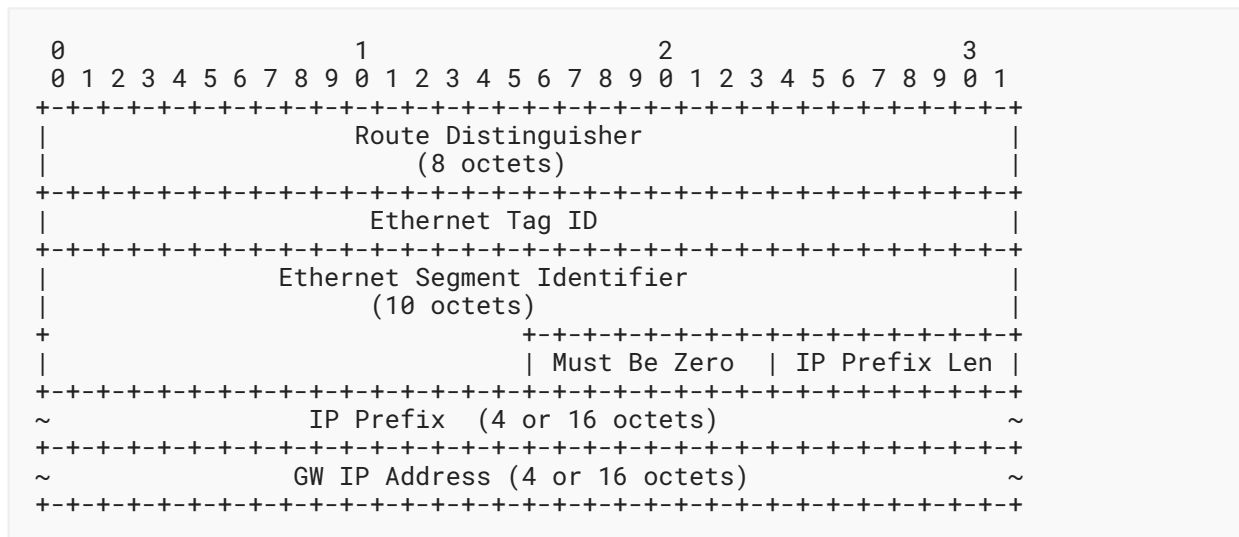 0                   1                   2                   3
0 1 2 3 4 5 6 7 8 9 0 1 2 3 4 5 6 7 8 9 0 1 2 3 4 5 6 7 8 9 0 1
+-+-+-+-+-+-+-+-+-+-+-+-+-+-+-+-+-+-+-+-+-+-+-+-+-+-+-+-+-+-+-+-+
|                    Route Distinguisher                        |
|                        (8 octets)                             |
+-+-+-+-+-+-+-+-+-+-+-+-+-+-+-+-+-+-+-+-+-+-+-+-+-+-+-+-+-+-+-+-+
|                     Ethernet Tag ID                           |
+-+-+-+-+-+-+-+-+-+-+-+-+-+-+-+-+-+-+-+-+-+-+-+-+-+-+-+-+-+-+-+-+
|               Ethernet Segment Identifier                     |
|                     (10 octets)                               |
+                               +-+-+-+-+-+-+-+-+-+-+-+-+-+-+-+-+
|                               | Must Be Zero  | IP Prefix Len |
+-+-+-+-+-+-+-+-+-+-+-+-+-+-+-+-+-+-+-+-+-+-+-+-+-+-+-+-+-+-+-+-+
~                 IP Prefix  (4 or 16 octets)                   ~
+-+-+-+-+-+-+-+-+-+-+-+-+-+-+-+-+-+-+-+-+-+-+-+-+-+-+-+-+-+-+-+-+
~                GW IP Address (4 or 16 octets)                 ~
+-+-+-+-+-+-+-+-+-+-+-+-+-+-+-+-+-+-+-+-+-+-+-+-+-+-+-+-+-+-+-+-+